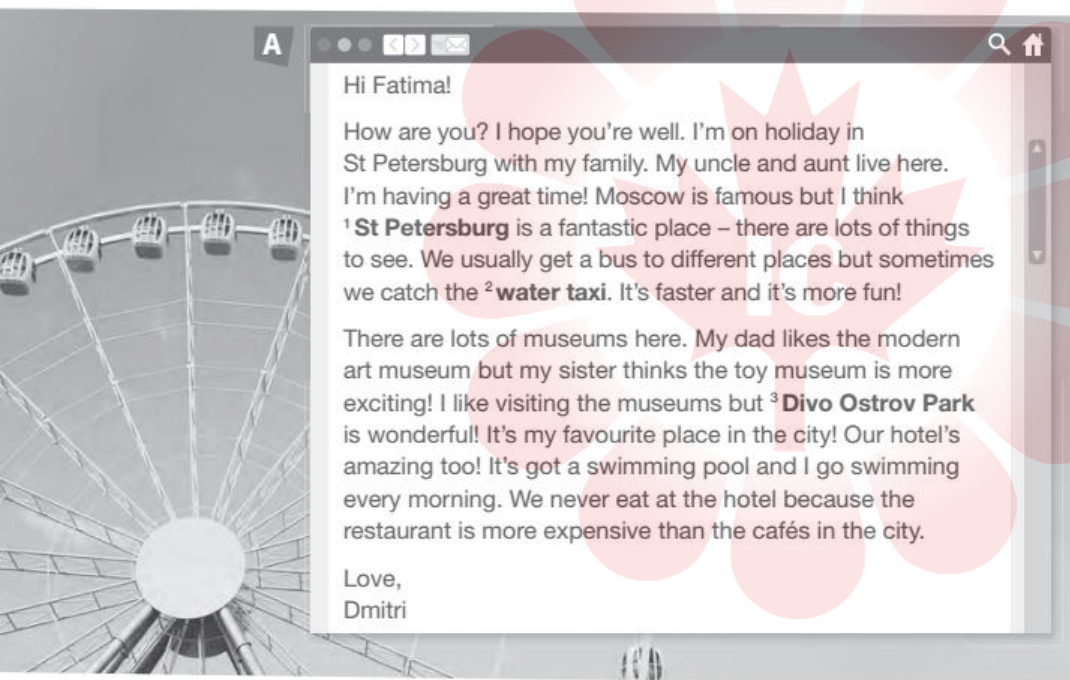 A
Hi Fatima!
How are you? I hope you're well. I'm on holiday in
St Petersburg with my family. My uncle and aunt live here.
I'm having a great time! Moscow is famous but I think
¹ St Petersburg is a fantastic place – there are lots of things
to see. We usually get a bus to different places but sometimes
we catch the ² water taxi. It's faster and it's more fun!
There are lots of museums here. My dad likes the modern
art museum but my sister thinks the toy museum is more
exciting! I like visiting the museums but ³ Divo Ostrov Park
is wonderful! It's my favourite place in the city! Our hotel's
amazing too! It's got a swimming pool and I go swimming
every morning. We never eat at the hotel because the
restaurant is more expensive than the cafés in the city.
Love,
Dmitri
IC